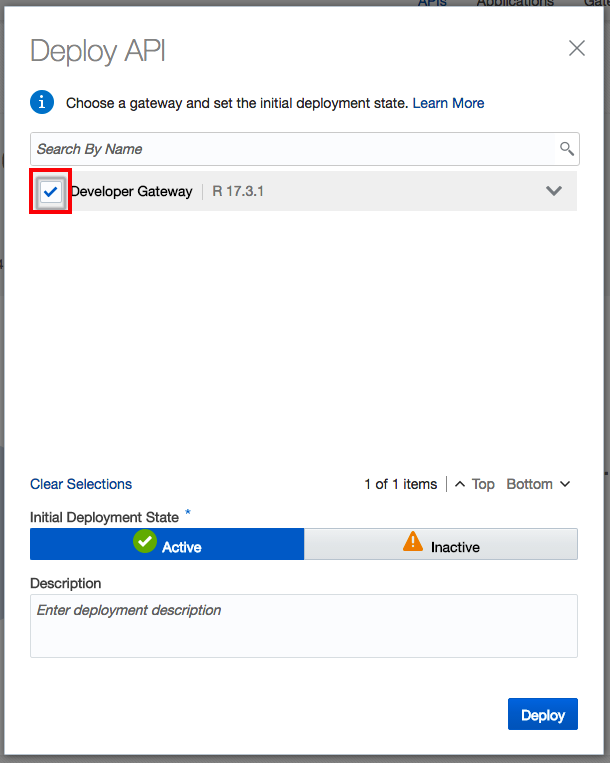 APIs Applications
Deploy API
Choose a gateway and set the initial deployment state. Learn More
Search By Name
Developer Gateway R 17.3.1
Clear Selections 1 of 1 items Top Bottom
Initial Deployment State *
Active Inactive
Description
Enter deployment description
Deploy